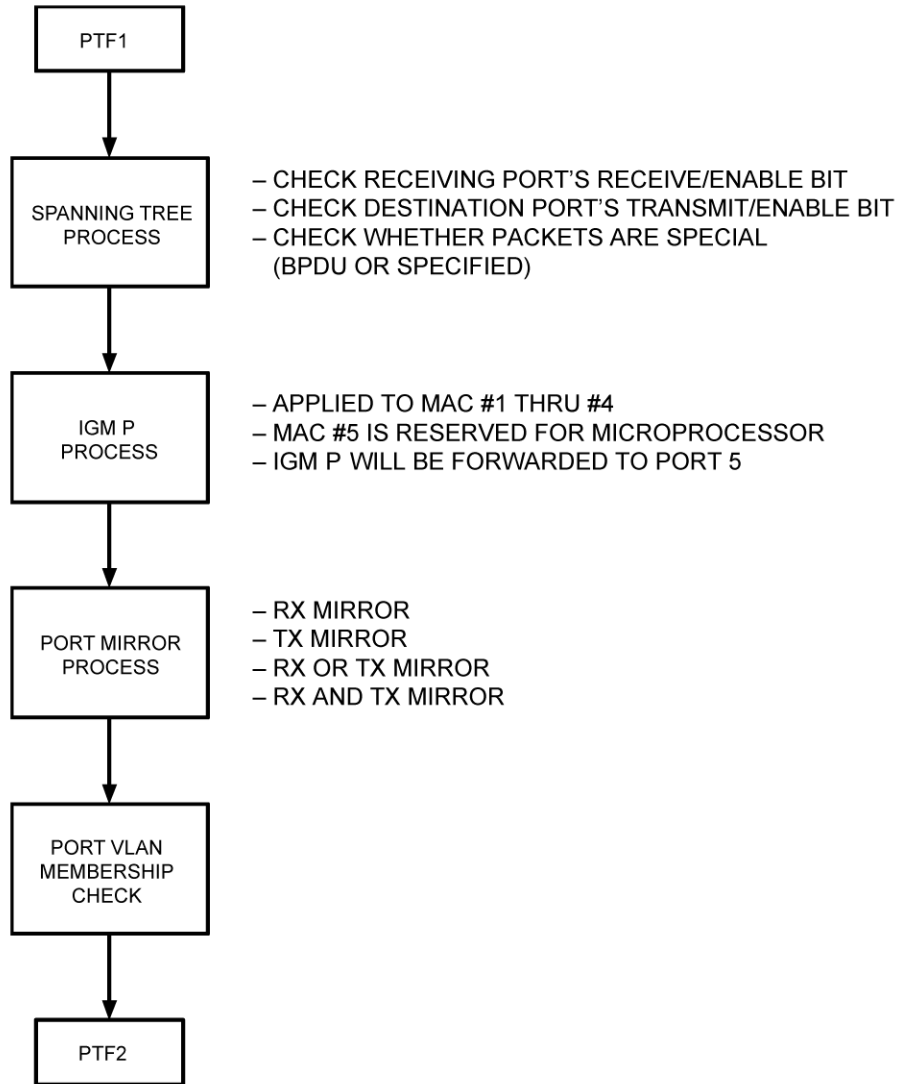 PTF1
SPANNING TREE
PROCESS
– CHECK RECEIVING PORT'S RECEIVE/ENABLE BIT
– CHECK DESTINATION PORT'S TRANSMIT/ENABLE BIT
– CHECK WHETHER PACKETS ARE SPECIAL
(BPDU OR SPECIFIED)
IGM P
PROCESS
– APPLIED TO MAC #1 THRU #4
– MAC #5 IS RESERVED FOR MICROPROCESSOR
– IGM P WILL BE FORWARDED TO PORT 5
PORT MIRROR
PROCESS
– RX MIRROR
– TX MIRROR
– RX OR TX MIRROR
– RX AND TX MIRROR
PORT VLAN
MEMBERSHIP
CHECK
PTF2